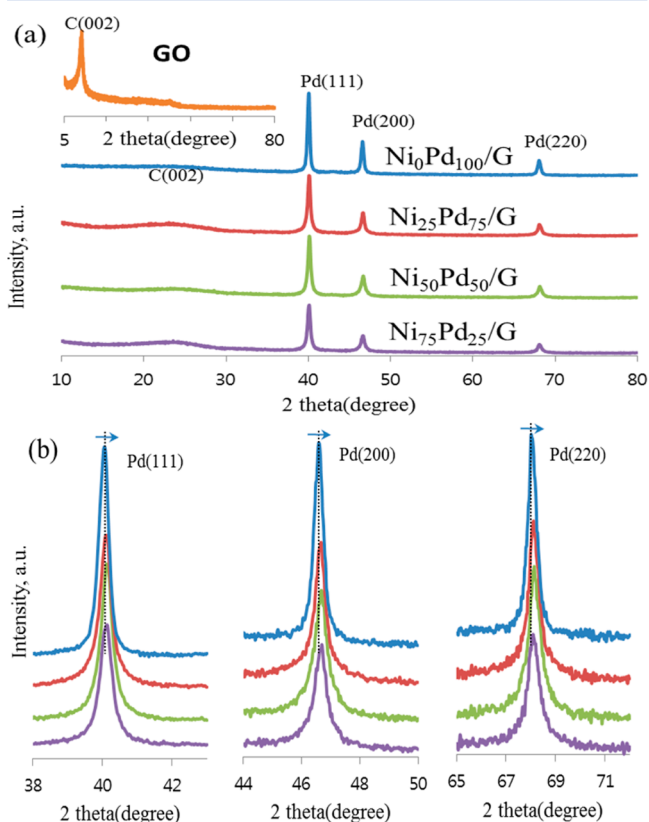 (a)
C(002)
GO
5 2 theta(degree) 80
Pd(111)
Pd(200)
Pd(220)
Ni₀Pd₁₀₀/G
C(002)
Ni₂₅Pd₇₅/G
Ni₅₀Pd₅₀/G
Ni₇₅Pd₂₅/G
Intensity, a.u.
10 20 30 40 50 60 70 80
2 theta(degree)
(b)
Pd(111)
Pd(200)
Pd(220)
Intensity, a.u.
38 40 42
44 46 48 50
65 67 69 71
2 theta(degree)
2 theta(degree)
2 theta(degree)